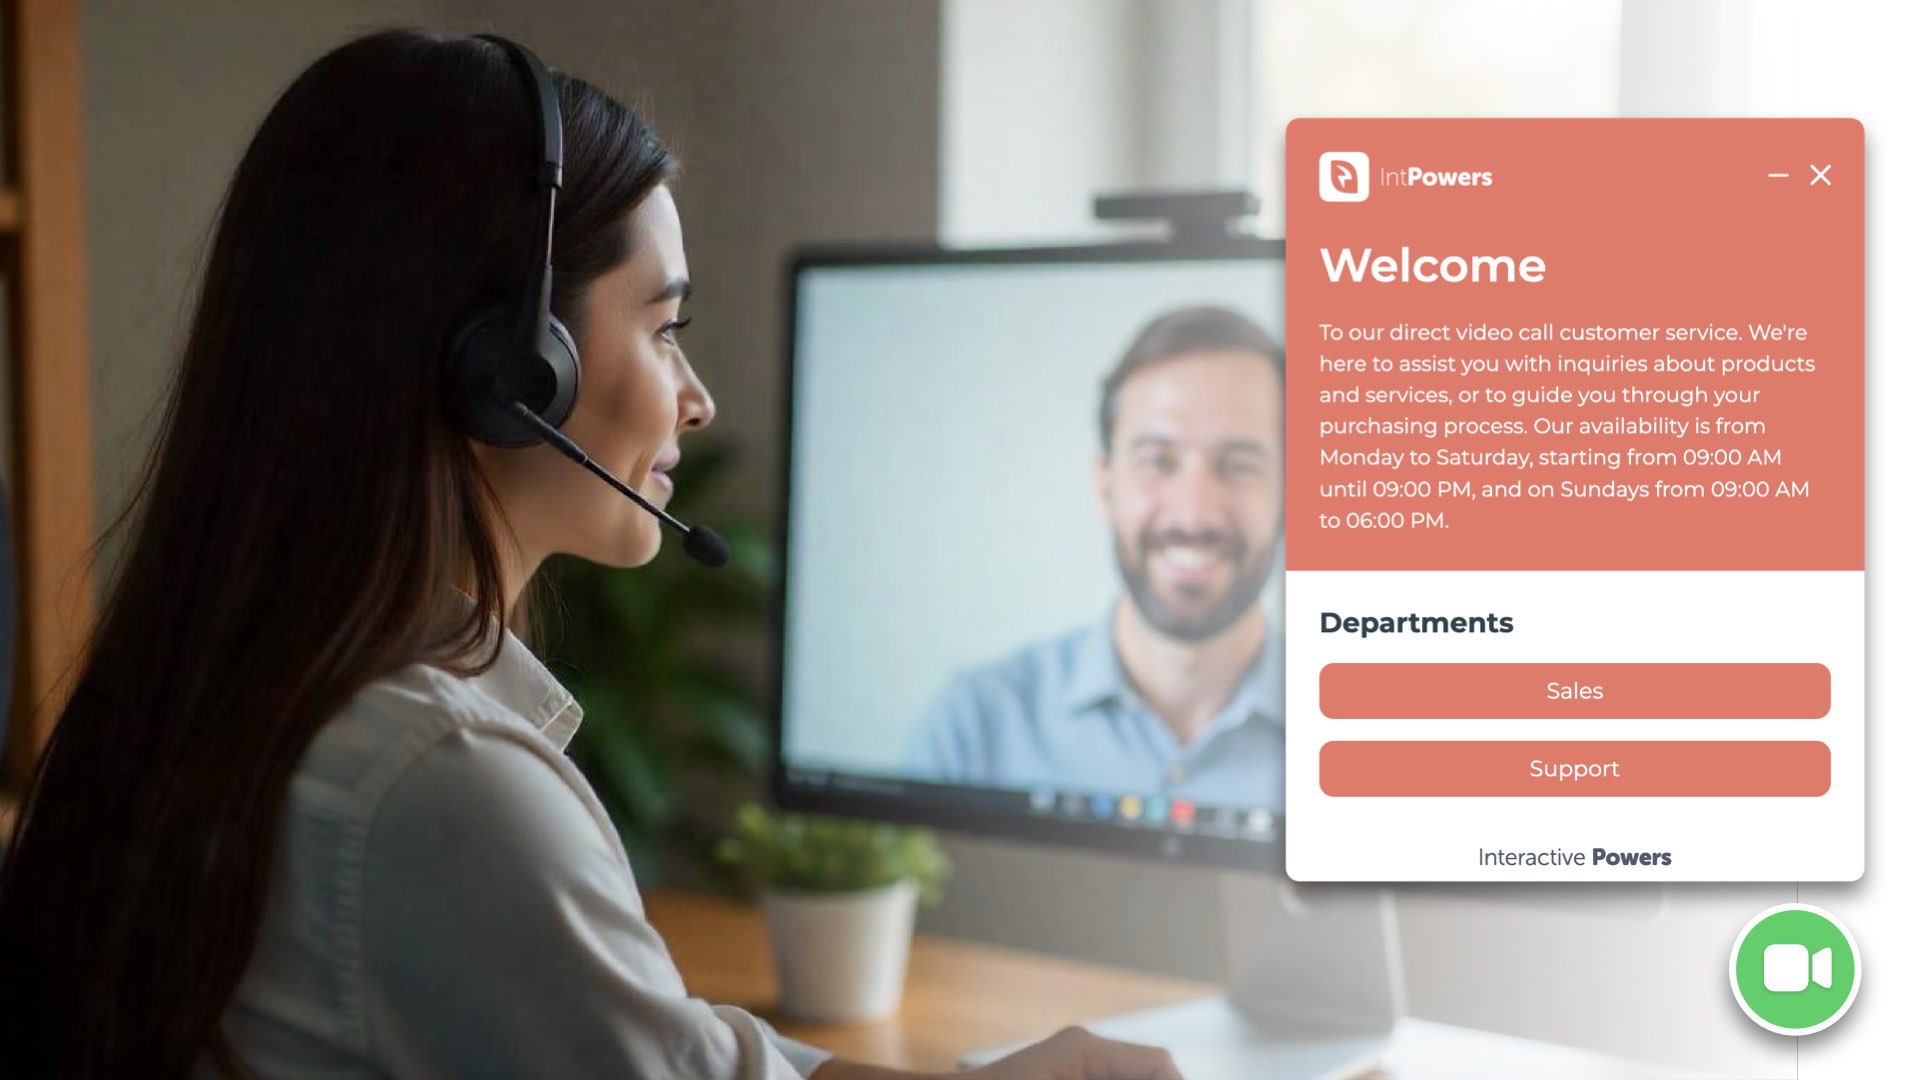 IntPowers
Welcome
To our direct video call customer service. We're
here to assist you with inquiries about products
and services, or to guide you through your
purchasing process. Our availability is from
Monday to Saturday, starting from 09:00 AM
until 09:00 PM, and on Sundays from 09:00 AM
to 06:00 PM.
Departments
Sales
Support
Interactive Powers